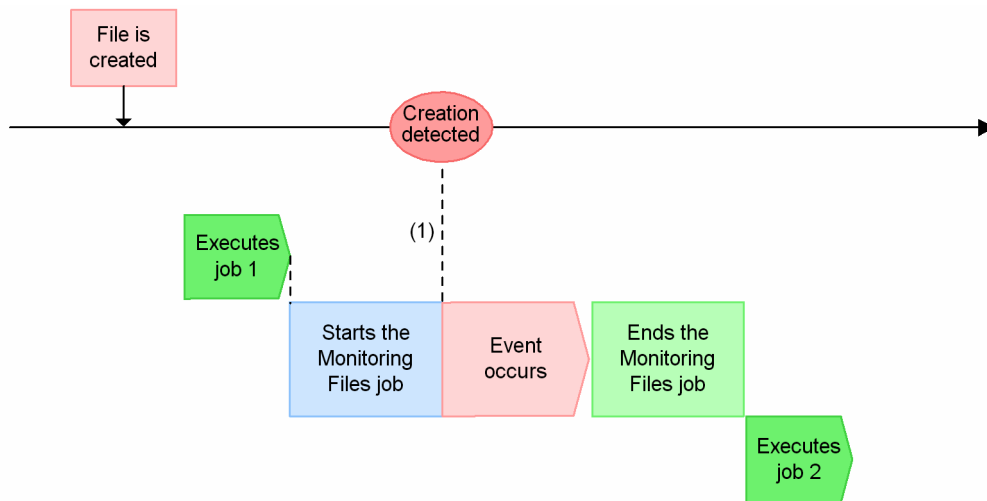 File is
created
Creation
detected
(1)
Executes
job 1
Starts the
Monitoring
Files job
Event
occurs
Ends the
Monitoring
Files job
Executes
job 2